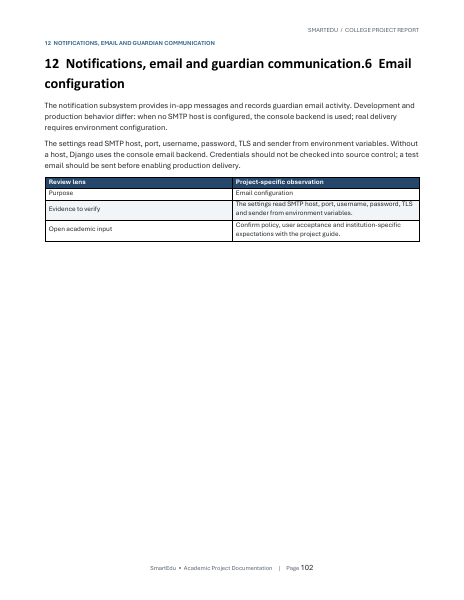 SMARTEDU / COLLEGE PROJECT REPORT
12 NOTIFICATIONS, EMAIL AND GUARDIAN COMMUNICATION
12 Notifications, email and guardian communication.6 Email
configuration
The notification subsystem provides in-app messages and records guardian email activity. Development and
production behavior differ: when no SMTP host is configured, the console backend is used; real delivery
requires environment configuration.
The settings read SMTP host, port, username, password, TLS and sender from environment variables. Without
a host, Django uses the console email backend. Credentials should not be checked into source control; a test
email should be sent before enabling production delivery.
Review lens Project-specific observation
Purpose Email configuration
Evidence to verify The settings read SMTP host, port, username, password, TLS
and sender from environment variables.
Open academic input Confirm policy, user acceptance and institution-specific
expectations with the project guide.
SmartEdu • Academic Project Documentation | Page 102